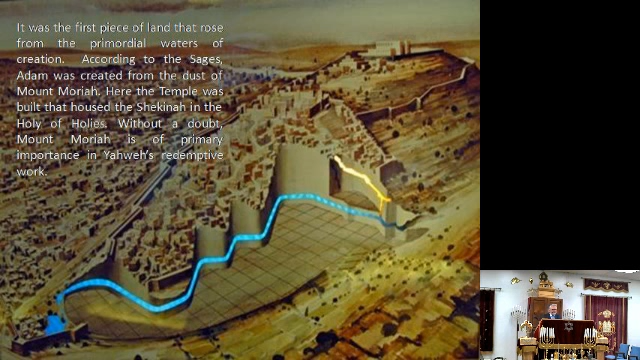 It was the first piece of land that rose
from the primordial waters of
creation. According to the Sages,
Adam was created from the dust of
Mount Moriah. Here the Temple was
built that housed the Shekinah in the
Holy of Holies. Without a doubt,
Mount Moriah is of primary
importance in Yahweh's redemptive
work.